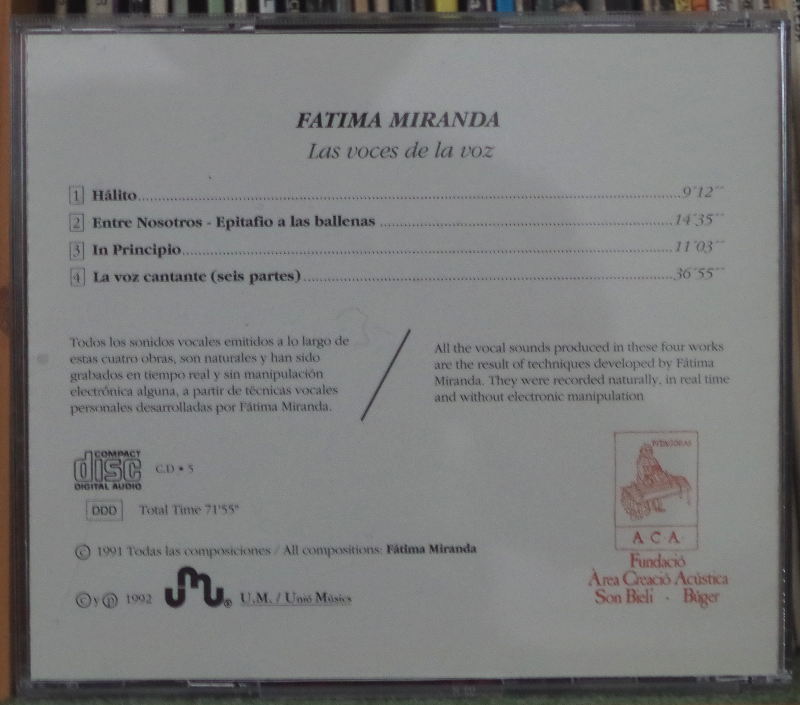 FATIMA MIRANDA
Las voces de la voz
1 Hálito 9´12´´
2 Entre Nosotros - Epitafio a las ballenas 14´35´´
3 In Principio 11´03´´
4 La voz cantante (seis partes) 36´55´´
Todos los sonidos vocales emitidos a lo largo de
estas cuatro obras, son naturales y han sido
grabados en tiempo real y sin manipulación
electrónica alguna, a partir de técnicas vocales
personales desarrolladas por Fátima Miranda.
All the vocal sounds produced in these four works
are the result of techniques developed by Fátima
Miranda. They were recorded naturally, in real time
and without electronic manipulation
COMPACT
disc
DIGITAL AUDIO
C.D • 5
DDD Total Time 71'55"
© 1991 Todas las composiciones / All compositions: Fátima Miranda
© y ℗ 1992 um ® U.M. / Unió Músics
PITAGORAS
A C A
Fundació
Àrea Creació Acústica
Son Bielí · Búger